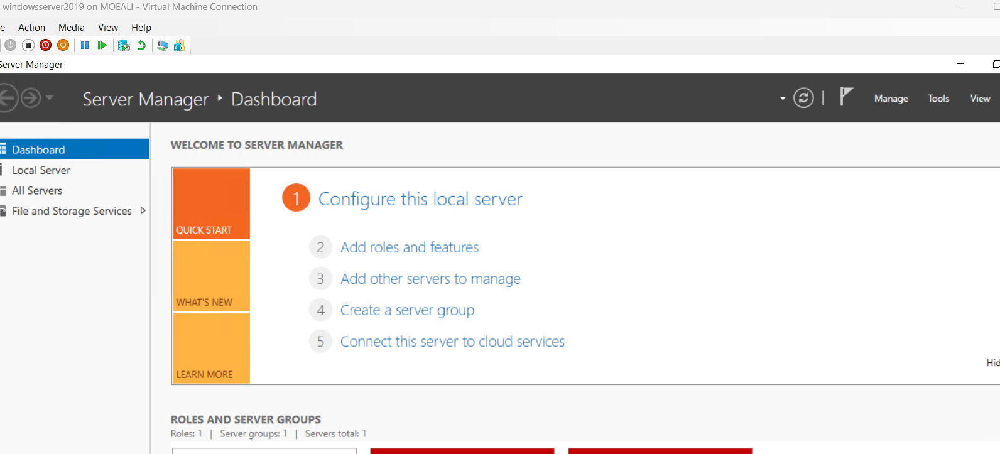 windowsserver2019 on MOEALI - Virtual Machine Connection
Action Media View Help
Server Manager
Server Manager Dashboard
Manage Tools View
Dashboard
Local Server
All Servers
File and Storage Services
WELCOME TO SERVER MANAGER
QUICK START
WHAT'S NEW
LEARN MORE
1 Configure this local server
2 Add roles and features
3 Add other servers to manage
4 Create a server group
5 Connect this server to cloud services
Hid
ROLES AND SERVER GROUPS
Roles: 1 | Server groups: 1 | Servers total: 1